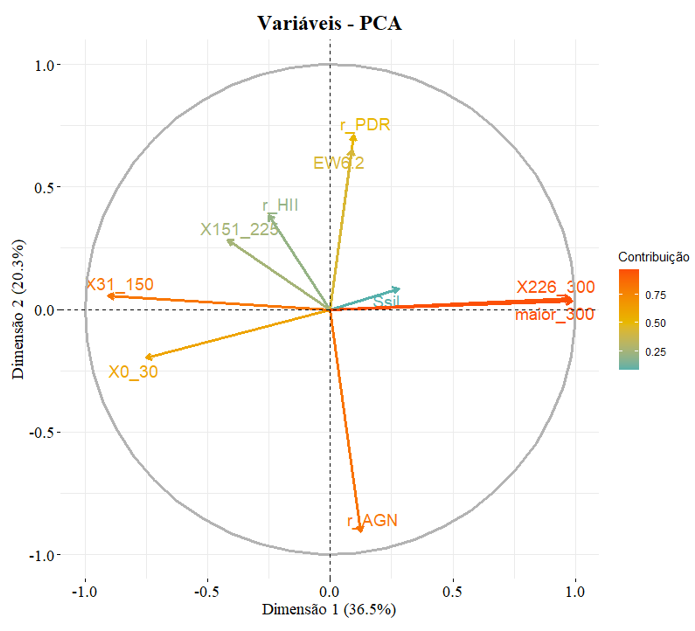 Variáveis - PCA
1.0
r_PDR
EW6.2
0.5
r_HII
X151_225
Contribuição
X31_150
X226_300
0.75
Ssil
0.0
maior_300
0.50
0.25
X0_30
Dimensão 2 (20.3%)
-0.5
r_AGN
-1.0
-1.0 -0.5 0.0 0.5 1.0
Dimensão 1 (36.5%)